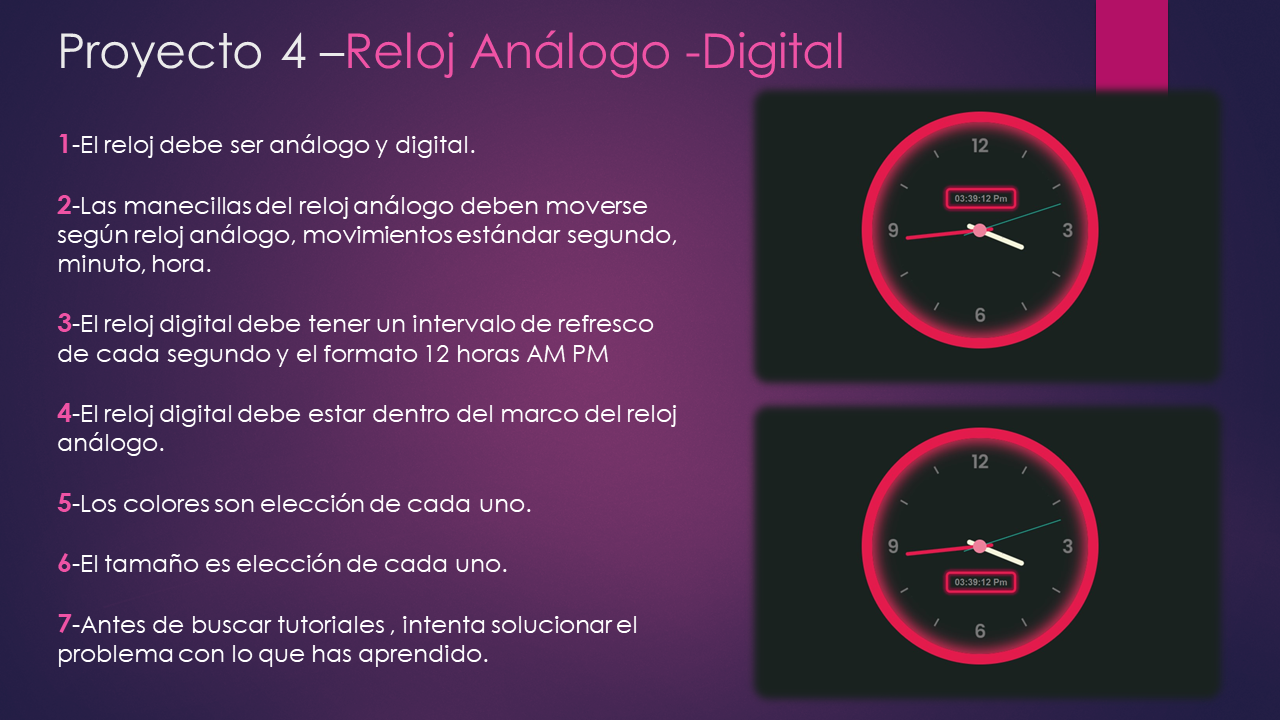 Proyecto 4 –Reloj Análogo -Digital
1-El reloj debe ser análogo y digital.
2-Las manecillas del reloj análogo deben moverse
según reloj análogo, movimientos estándar segundo,
minuto, hora.
3-El reloj digital debe tener un intervalo de refresco
de cada segundo y el formato 12 horas AM PM
4-El reloj digital debe estar dentro del marco del reloj
análogo.
5-Los colores son elección de cada uno.
6-El tamaño es elección de cada uno.
7-Antes de buscar tutoriales , intenta solucionar el
problema con lo que has aprendido.
12
03:39:12 Pm
9 3
6
12
9 3
03:39:12 Pm
6